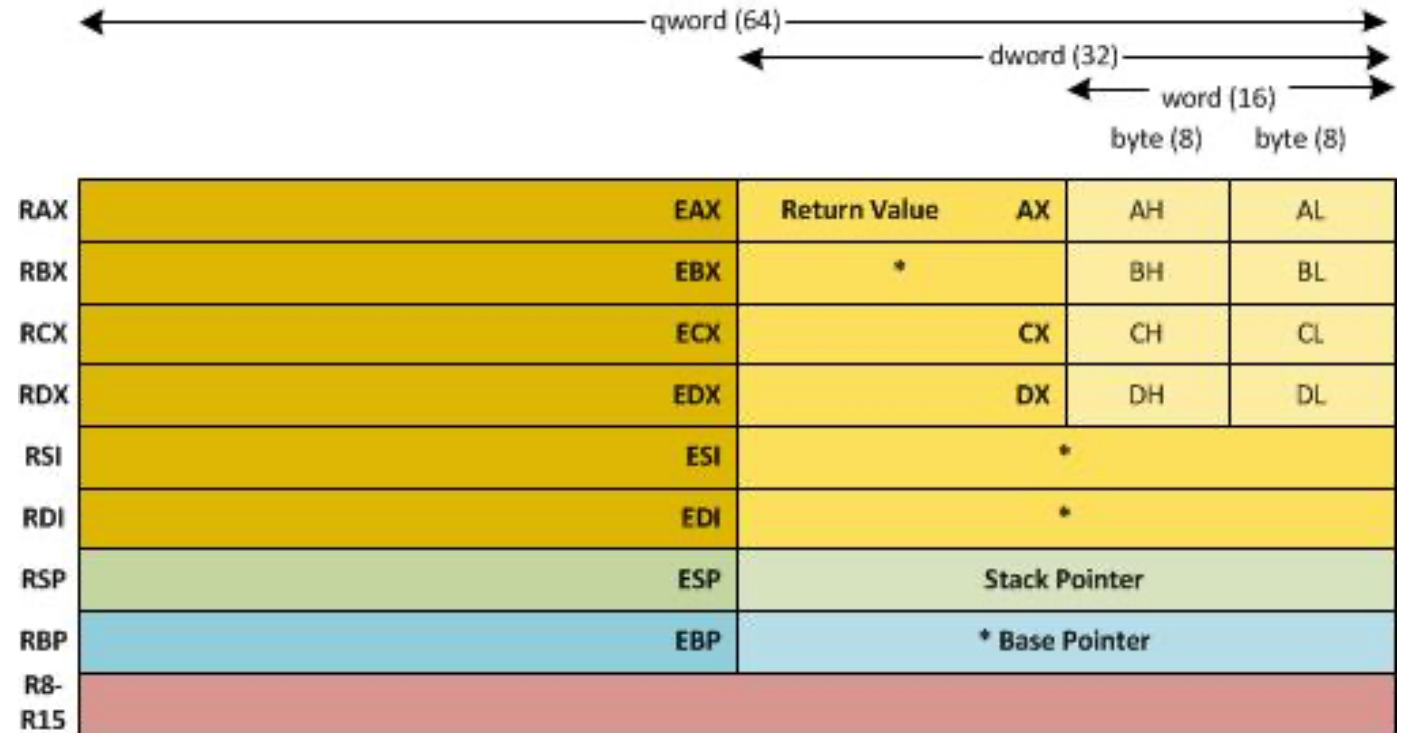 qword (64)
dword (32)
word (16)
byte (8) byte (8)
RAX EAX Return Value AX AH AL
RBX EBX * BH BL
RCX ECX CX CH CL
RDX EDX DX DH DL
RSI ESI *
RDI EDI *
RSP ESP Stack Pointer
RBP EBP * Base Pointer
R8-
R15